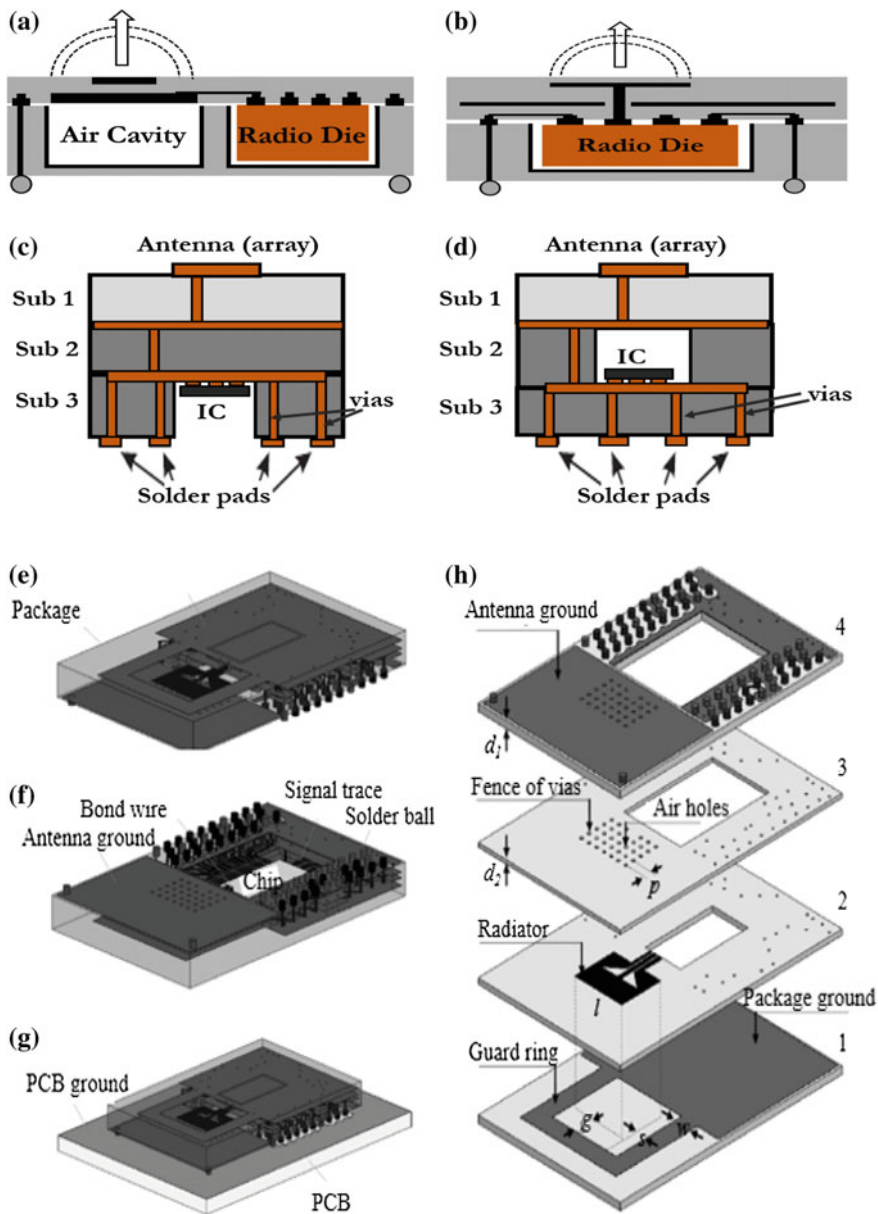 (a)
Air Cavity
Radio Die
(b)
Radio Die
(c)
Antenna (array)
Sub 1
Sub 2
Sub 3
IC
vias
Solder pads
(d)
Antenna (array)
Sub 1
Sub 2
IC
Sub 3
vias
Solder pads
(e)
Package
(f)
Bond wire
Antenna ground
Signal trace
Solder ball
Chip
(g)
PCB ground
PCB
(h)
Antenna ground
4
d1
3
Fence of vias
Air holes
d2
p
2
Radiator
l
Package ground
1
Guard ring
g
s
w